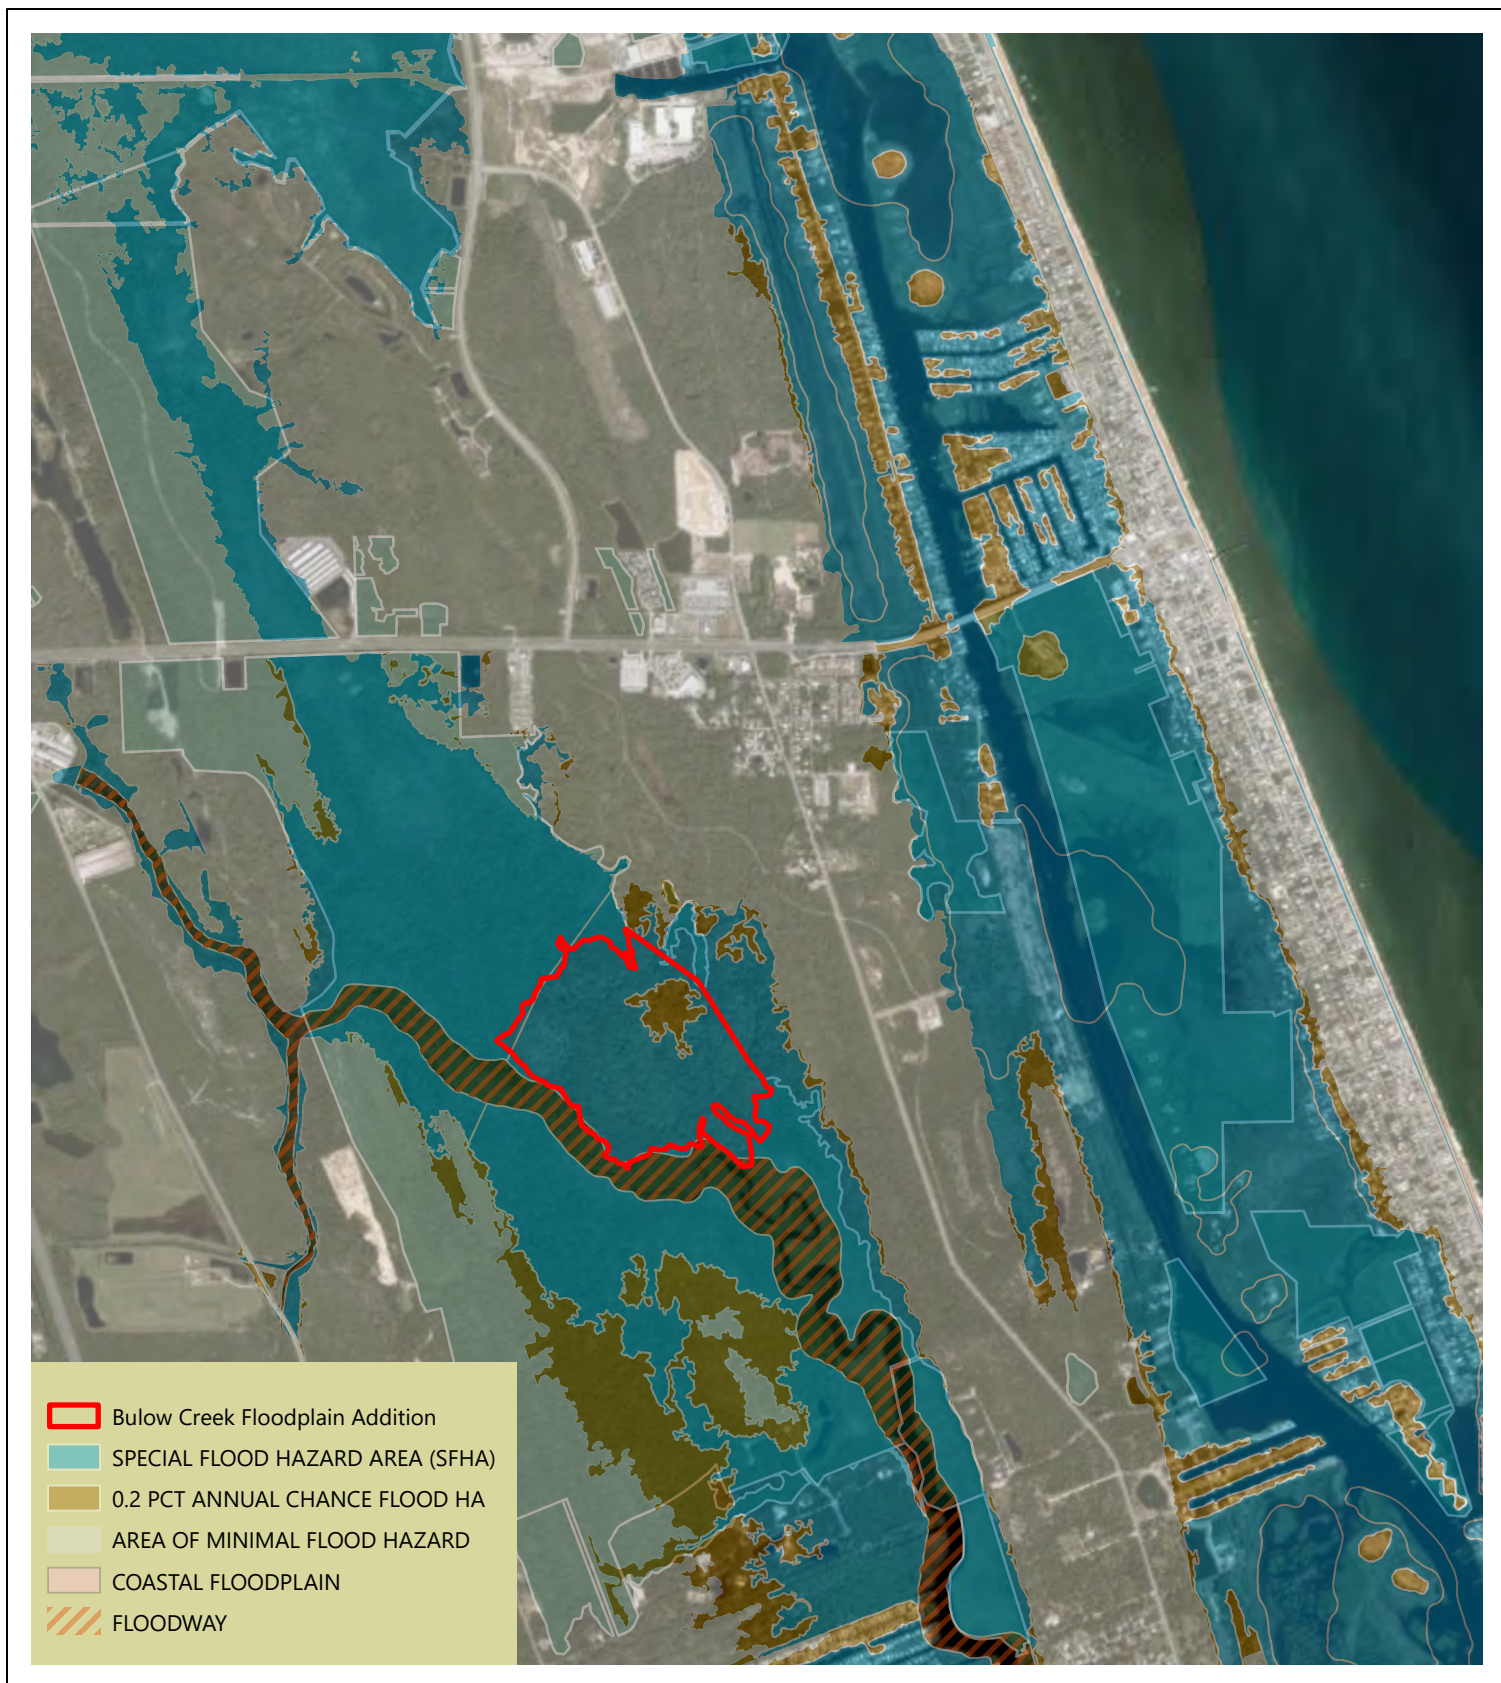 Bulow Creek Floodplain Addition
SPECIAL FLOOD HAZARD AREA (SFHA)
0.2 PCT ANNUAL CHANCE FLOOD HA
AREA OF MINIMAL FLOOD HAZARD
COASTAL FLOODPLAIN
FLOODWAY